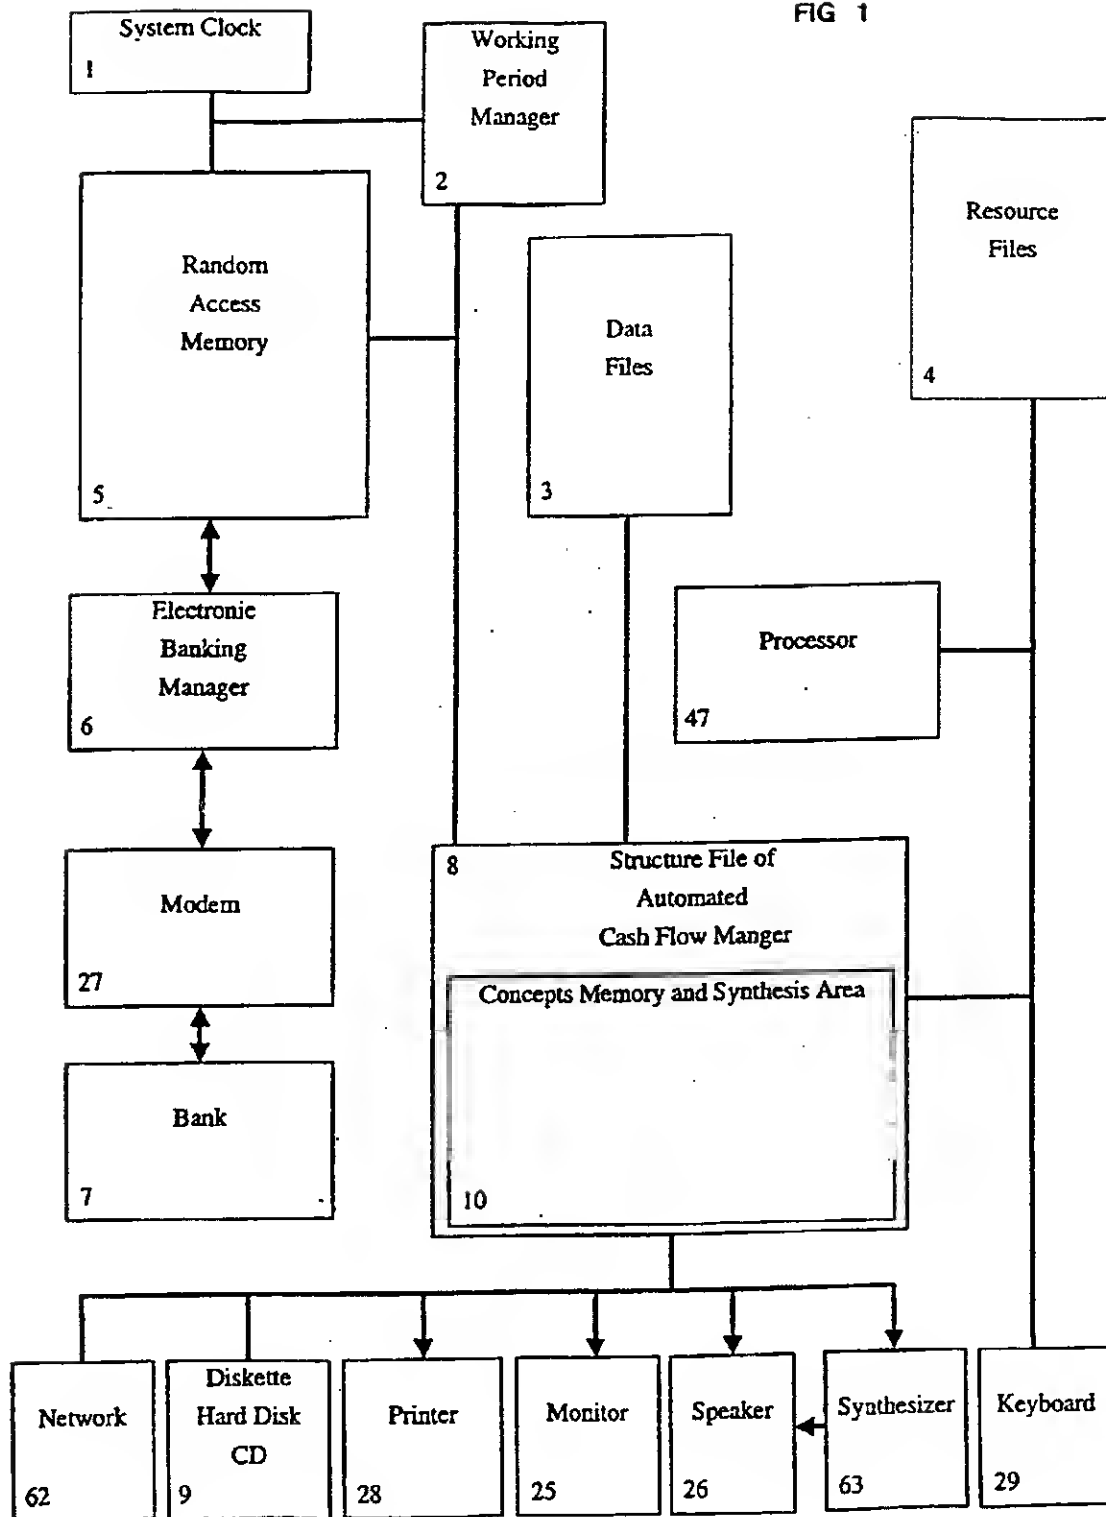 FIG 1
System Clock
1
Working
Period
Manager
2
Resource
Files
4
Random
Access
Memory
5
Data
Files
3
Electronic
Banking
Manager
6
Processor
47
Modem
27
8
Structure File of
Automated
Cash Flow Manger
Concepts Memory and Synthesis Area
10
Bank
7
Network
62
Diskette
Hard Disk
CD
9
Printer
28
Monitor
25
Speaker
26
Synthesizer
63
Keyboard
29